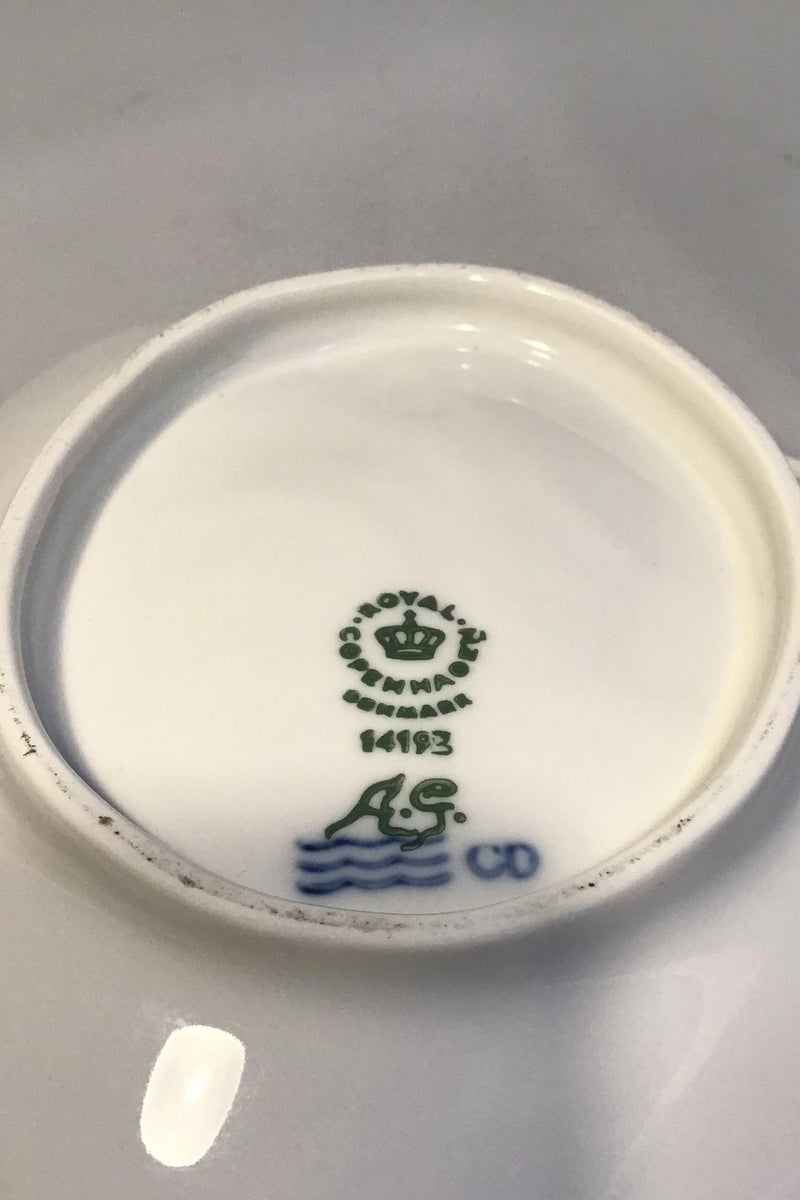 ROYAL
COPENHAGEN
DENMARK
14193
A.G.
CD